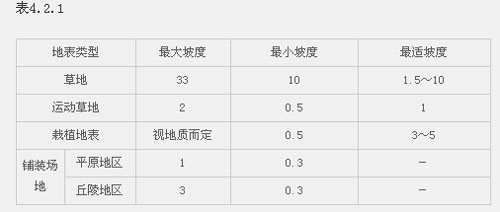 表4.2.1
地表类型 最大坡度 最小坡度 最适坡度
草地 33 10 1.5～10
运动草地 2 0.5 1
栽植地表 视地质而定 0.5 3～5
铺装场地 平原地区 1 0.3 —
丘陵地区 3 0.3 —